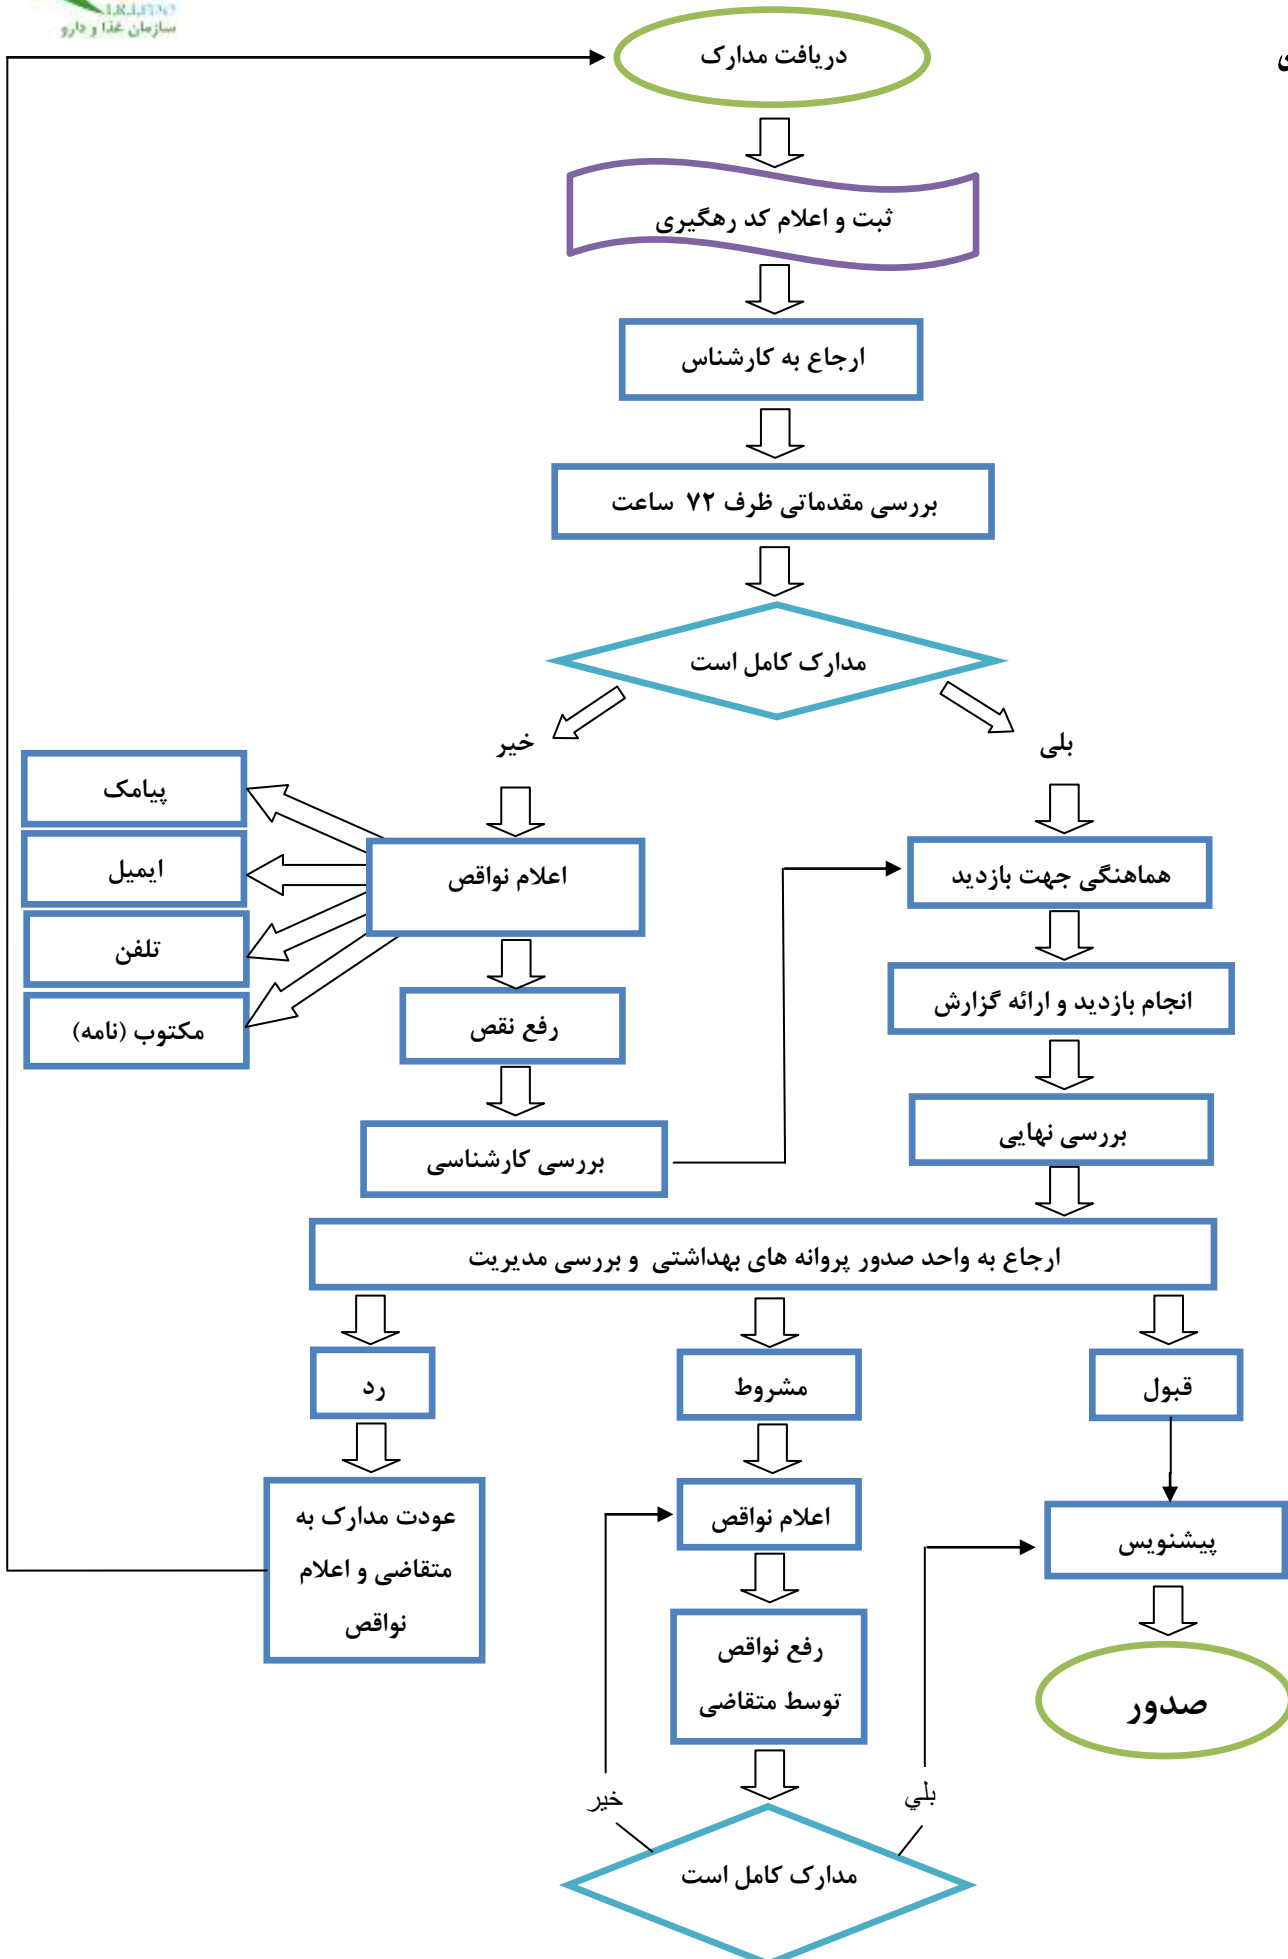 سازمان غذا و دارو
دریافت مدارک
ثبت و اعلام کد رهگیری
ارجاع به کارشناس
بررسی مقدماتی ظرف ۷۲ ساعت
مدارک کامل است
خیر
بلی
پیامک
ایمیل
تلفن
مکتوب (نامه)
اعلام نواقص
رفع نقص
بررسی کارشناسی
هماهنگی جهت بازدید
انجام بازدید و ارائه گزارش
بررسی نهایی
ارجاع به واحد صدور پروانه های بهداشتی و بررسی مدیریت
رد
مشروط
قبول
عودت مدارک به
متقاضی و اعلام
نواقص
اعلام نواقص
رفع نواقص
توسط متقاضی
پیشنویس
صدور
خير
بلي
مدارک کامل است